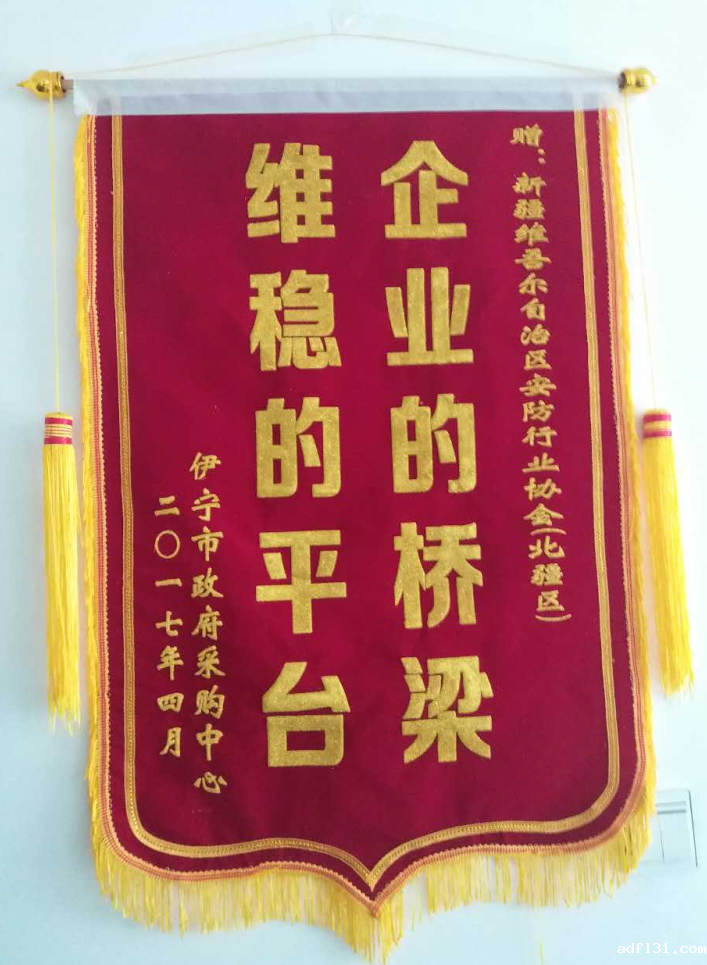 赠：新疆维吾尔自治区安防行业协会(北疆区)
企业的桥梁
维稳的平台
伊宁市政府采购中心
二〇一七年四月
adfl31.com